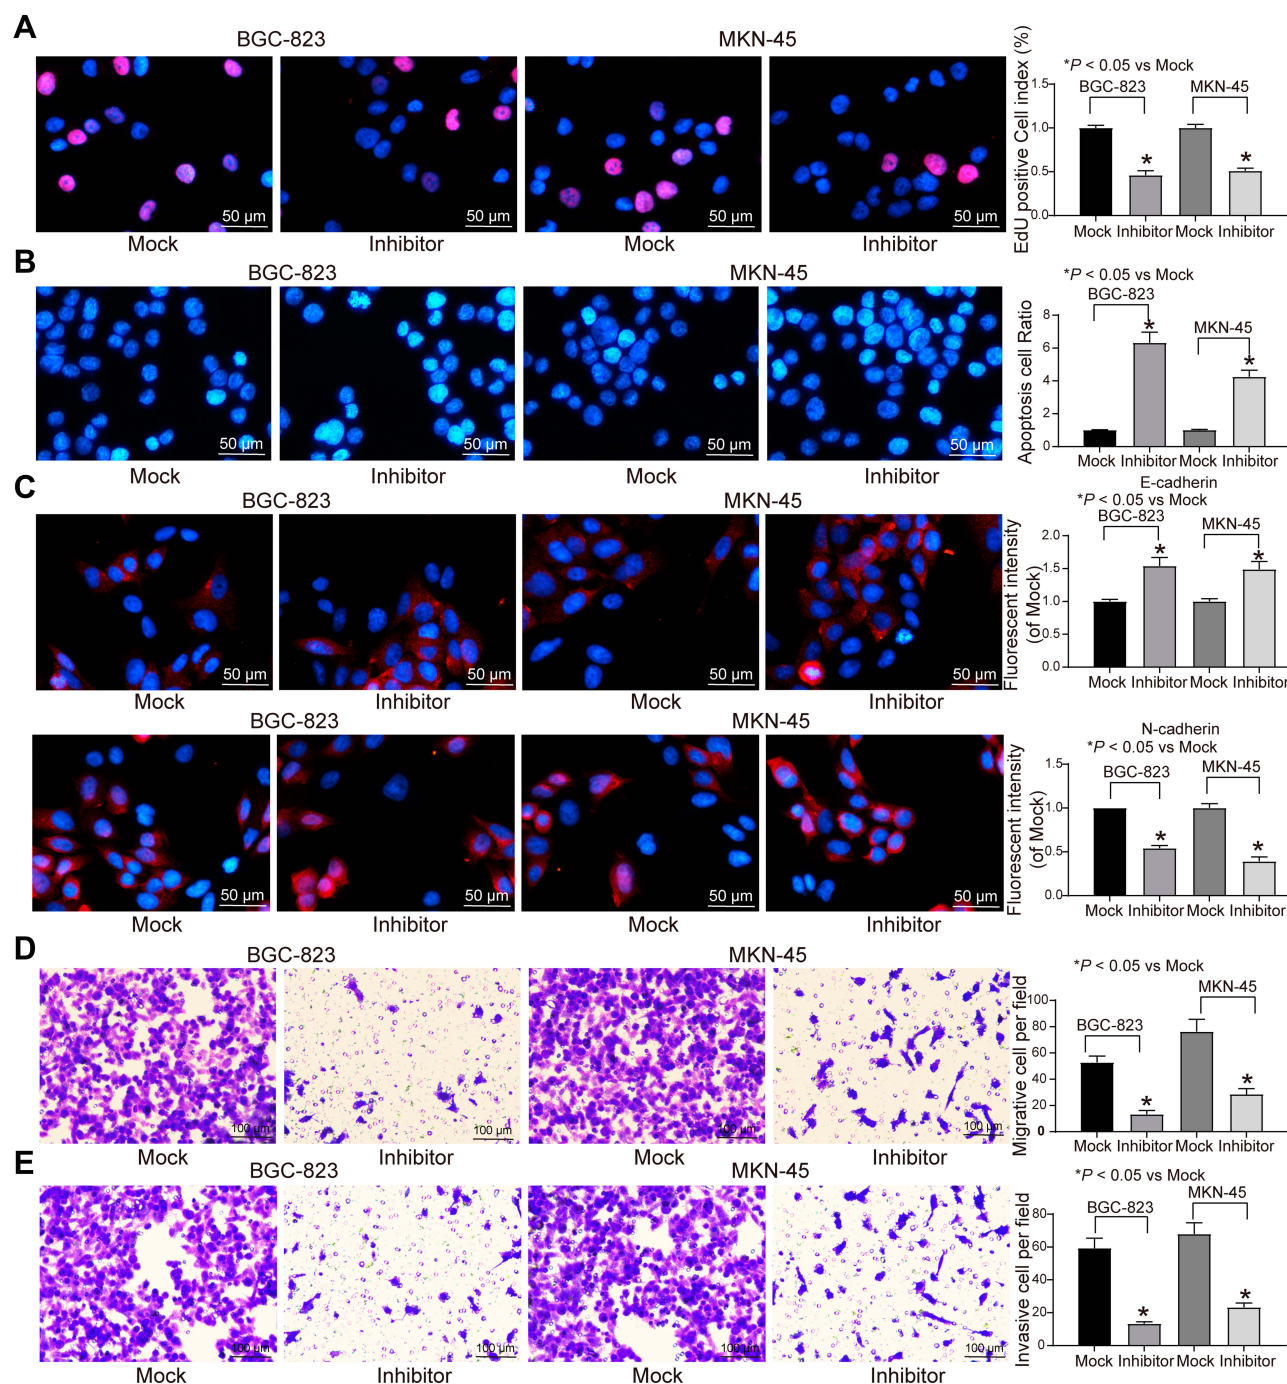 A
BGC-823
MKN-45
50 µm
50 µm
50 µm
50 µm
Mock
Inhibitor
Mock
Inhibitor
EdU positive Cell index (%)
*P < 0.05 vs Mock
BGC-823
MKN-45
1.5
1.0
0.5
0.0
*
*
Mock Inhibitor Mock Inhibitor
B
BGC-823
MKN-45
50 µm
50 µm
50 µm
50 µm
Mock
Inhibitor
Mock
Inhibitor
Apoptosis cell Ratio
*P < 0.05 vs Mock
BGC-823
MKN-45
8
6
4
2
0
*
*
Mock Inhibitor Mock Inhibitor
C
BGC-823
MKN-45
50 µm
50 µm
50 µm
50 µm
Mock
Inhibitor
Mock
Inhibitor
E-cadherin
*P < 0.05 vs Mock
BGC-823
MKN-45
Fluorescent intensity
(of Mock)
2.0
1.5
1.0
0.5
0.0
*
*
Mock Inhibitor Mock Inhibitor
BGC-823
MKN-45
50 µm
50 µm
50 µm
50 µm
Mock
Inhibitor
Mock
Inhibitor
N-cadherin
*P < 0.05 vs Mock
BGC-823
MKN-45
Fluorescent intensity
(of Mock)
1.5
1.0
0.5
0.0
*
*
Mock Inhibitor Mock Inhibitor
D
BGC-823
MKN-45
100 µm
100 µm
100 µm
100 µm
Mock
Inhibitor
Mock
Inhibitor
Migrative cell per field
*P < 0.05 vs Mock
MKN-45
BGC-823
100
80
60
40
20
0
*
*
Mock Inhibitor Mock Inhibitor
E
BGC-823
MKN-45
100 µm
100 µm
100 µm
100 µm
Mock
Inhibitor
Mock
Inhibitor
Invasive cell per field
*P < 0.05 vs Mock
MKN-45
BGC-823
80
60
40
20
0
*
*
Mock Inhibitor Mock Inhibitor